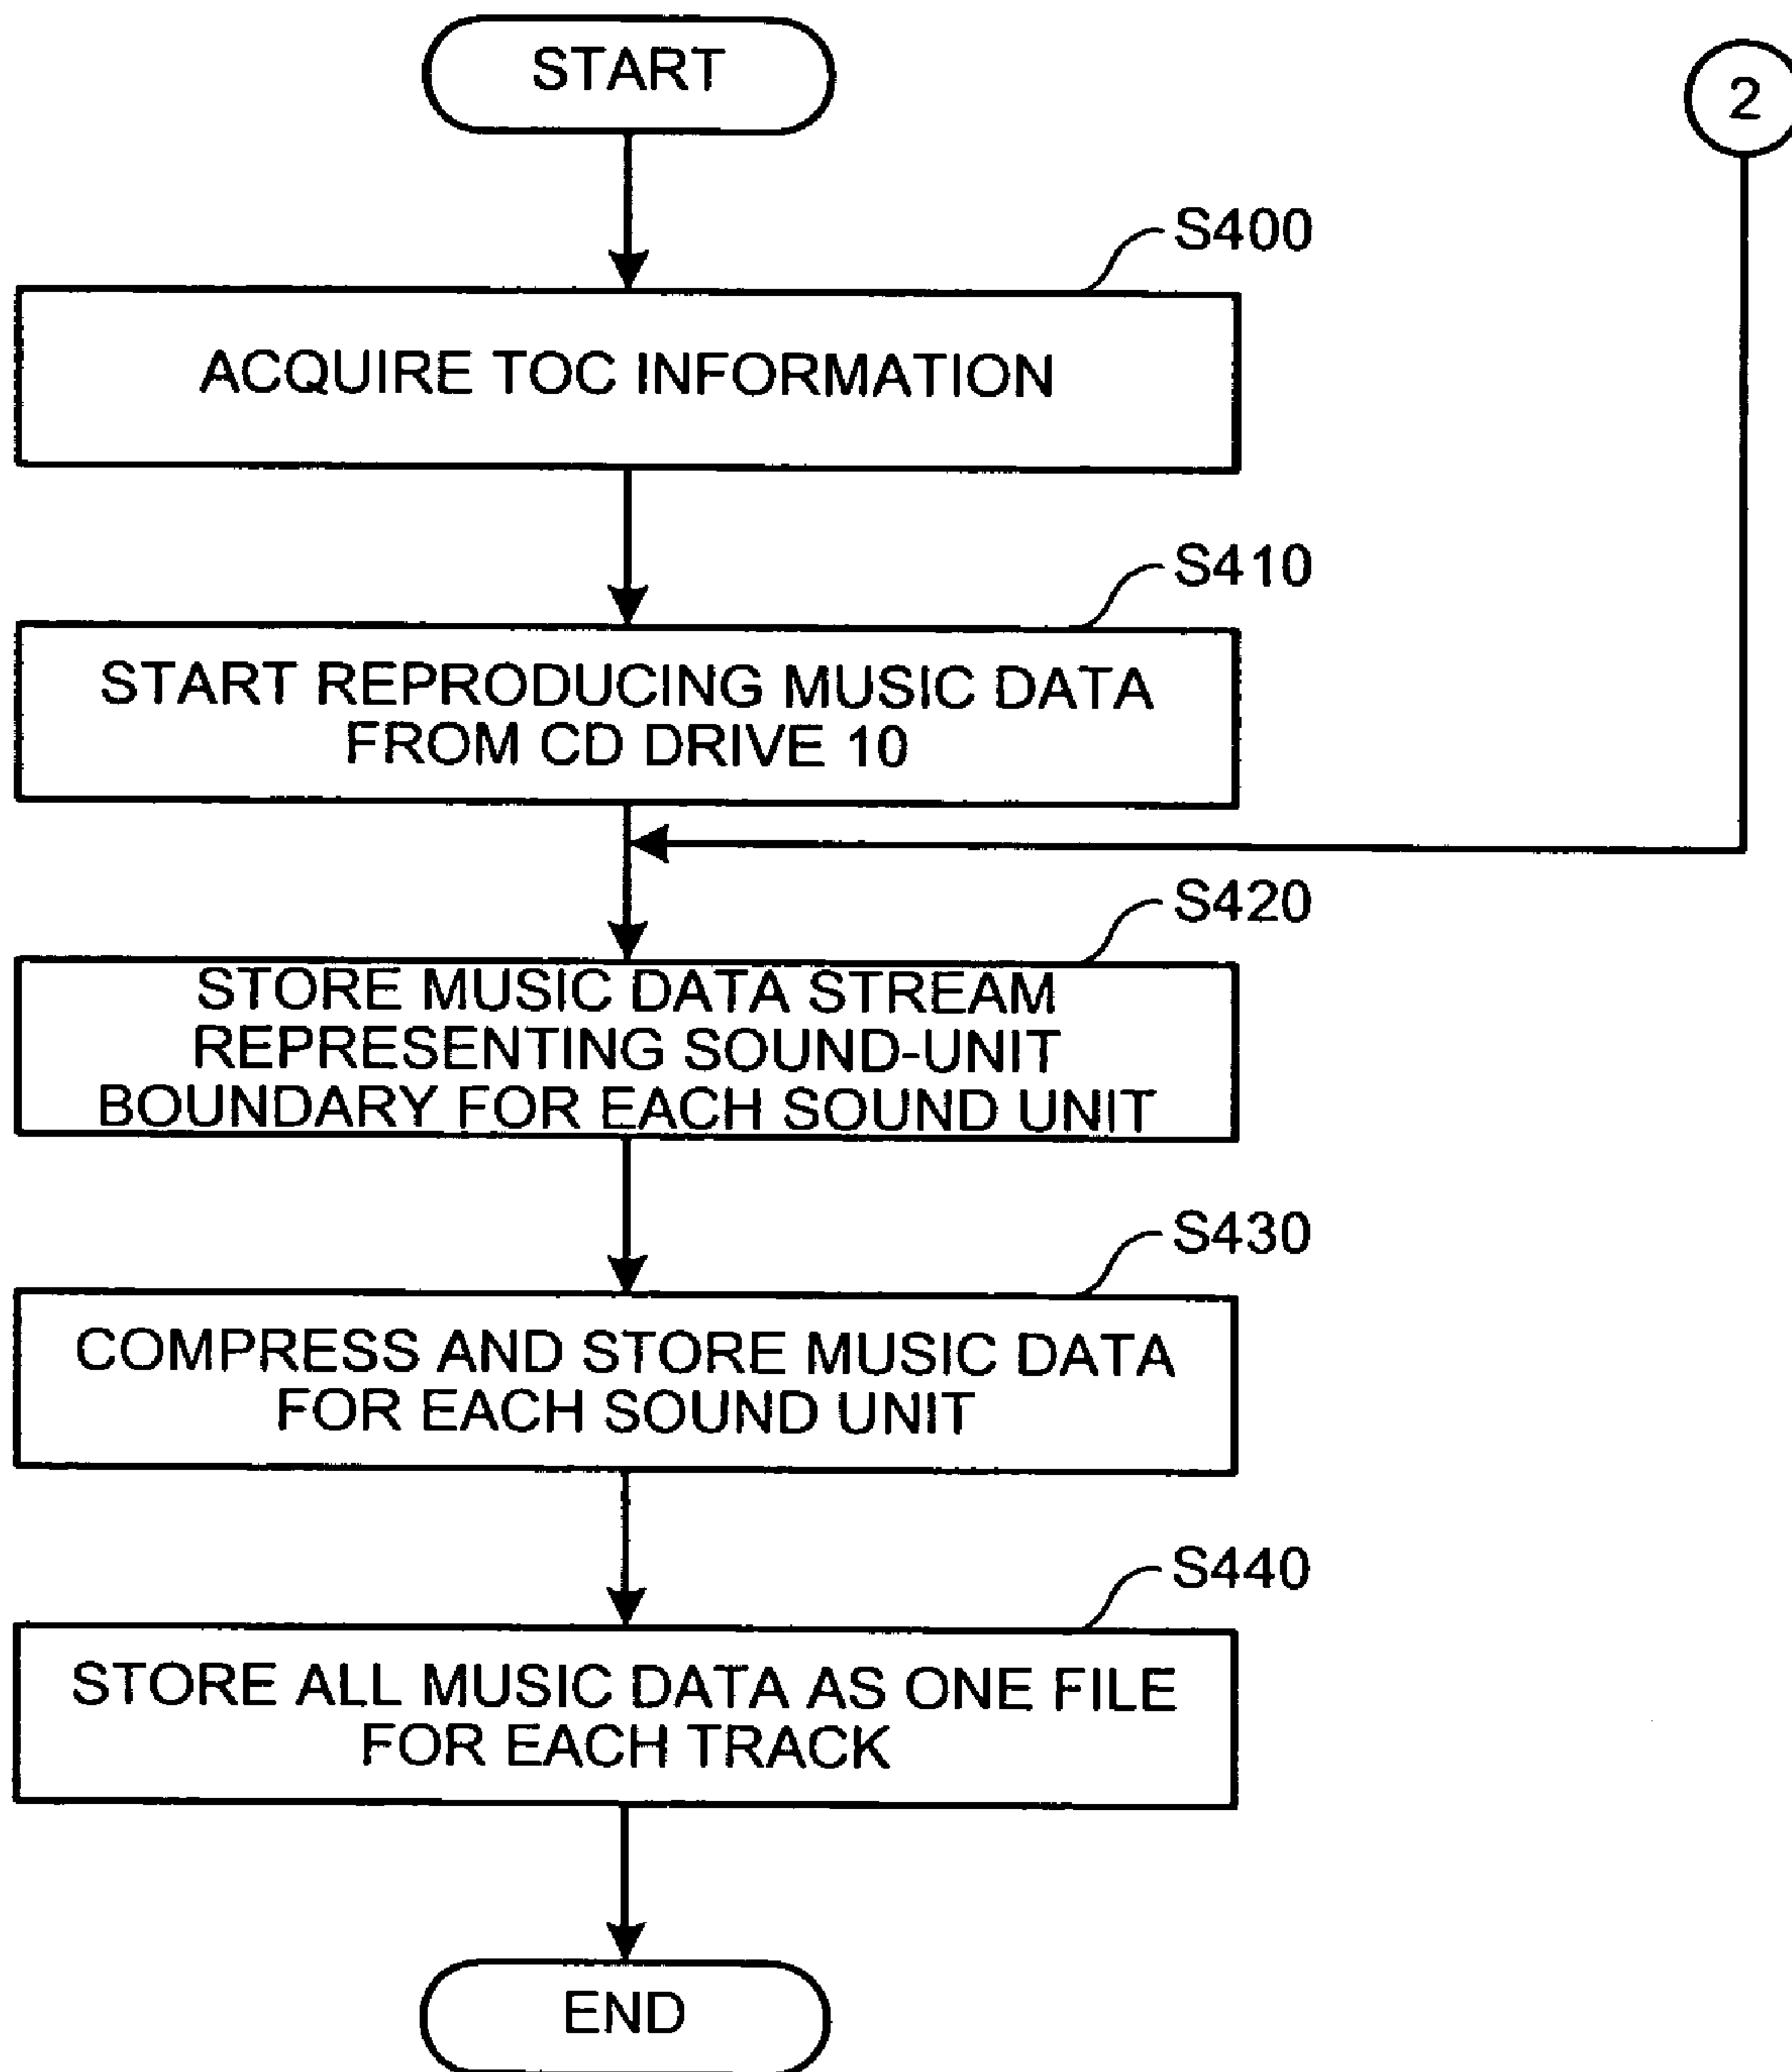 START
2
S400
ACQUIRE TOC INFORMATION
S410
START REPRODUCING MUSIC DATA
FROM CD DRIVE 10
S420
STORE MUSIC DATA STREAM
REPRESENTING SOUND-UNIT
BOUNDARY FOR EACH SOUND UNIT
S430
COMPRESS AND STORE MUSIC DATA
FOR EACH SOUND UNIT
S440
STORE ALL MUSIC DATA AS ONE FILE
FOR EACH TRACK
END